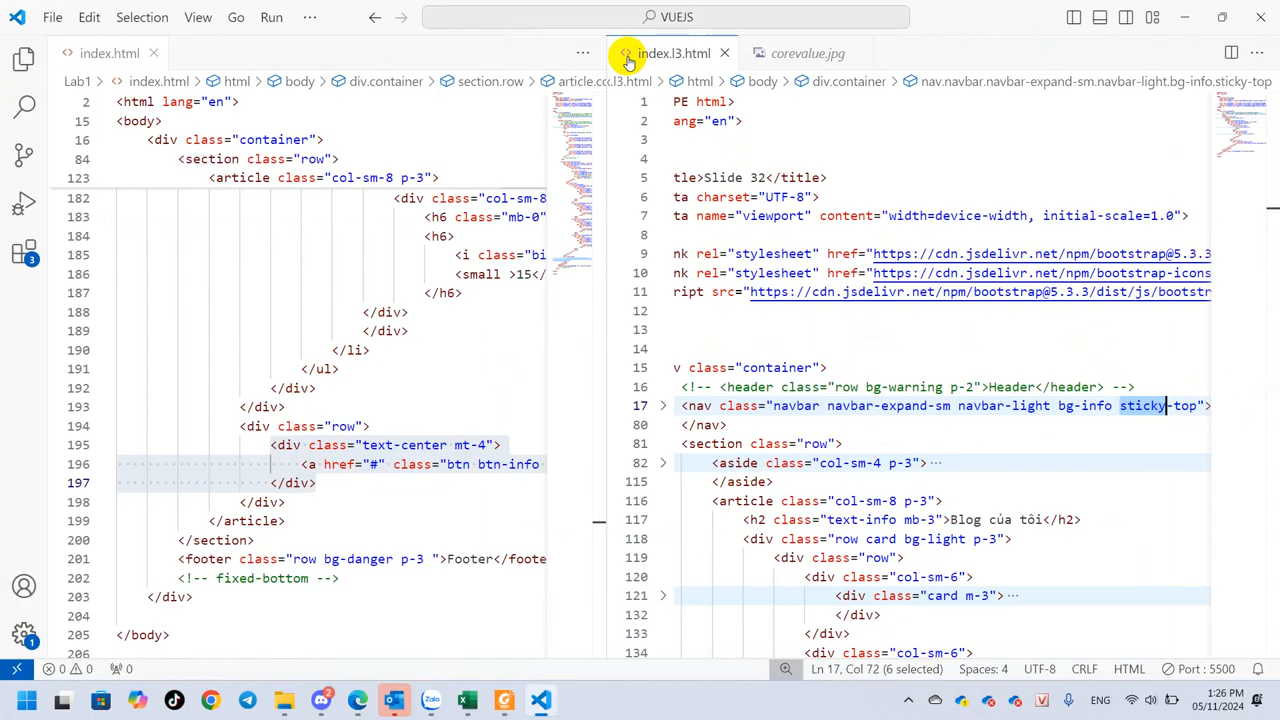 File Edit Selection View Go Run ··· VUEJS
index.html
Lab1 > index.html > html > body > div.container > section.row > article.co
2 <html lang="en">
15 <body>
16 <div class="container">
84 <section class="row">
123 <article class="col-sm-8 p-3">
182 <div class="col-sm-8
183 <h6 class="mb-0"
184 <h6>
185 <i class="bi
186 <small >15</
187 </h6>
188 </div>
189 </div>
190 </li>
191 </ul>
192 </div>
193 </div>
194 <div class="row">
195 <div class="text-center mt-4">
196 <a href="#" class="btn btn-info
197 </div>
198 </div>
199 </article>
200 </section>
201 <footer class="row bg-danger p-3 ">Footer</foote
202 <!-- fixed-bottom -->
203 </div>
205 </body>
206
index.l3.html corevalue.jpg
.l3.html > html > body > div.container > nav.navbar.navbar-expand-sm.navbar-light.bg-info.sticky-top
1 PE html>
2 ang="en">
3
4
5 tle>Slide 32</title>
6 ta charset="UTF-8">
7 ta name="viewport" content="width=device-width, initial-scale=1.0">
8
9 nk rel="stylesheet" href="https://cdn.jsdelivr.net/npm/bootstrap@5.3.3
10 nk rel="stylesheet" href="https://cdn.jsdelivr.net/npm/bootstrap-icons
11 ript src="https://cdn.jsdelivr.net/npm/bootstrap@5.3.3/dist/js/bootstr
12
13
14
15 v class="container">
16 <!-- <header class="row bg-warning p-2">Header</header> -->
17 <nav class="navbar navbar-expand-sm navbar-light bg-info sticky-top">
80 </nav>
81 <section class="row">
82 <aside class="col-sm-4 p-3">···
115 </aside>
116 <article class="col-sm-8 p-3">
117 <h2 class="text-info mb-3">Blog của tôi</h2>
118 <div class="row card bg-light p-3">
119 <div class="row">
120 <div class="col-sm-6">
121 <div class="card m-3">···
132 </div>
133 </div>
134 <div class="col-sm-6">
0 0 0 Ln 17, Col 72 (6 selected) Spaces: 4 UTF-8 CRLF HTML Port : 5500
ENG 1:26 PM
05/11/2024